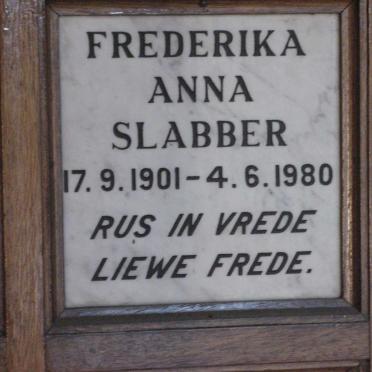 FREDERIKA
ANNA
SLABBER
17.9.1901-4.6.1980
RUS IN VREDE
LIEWE FREDE.